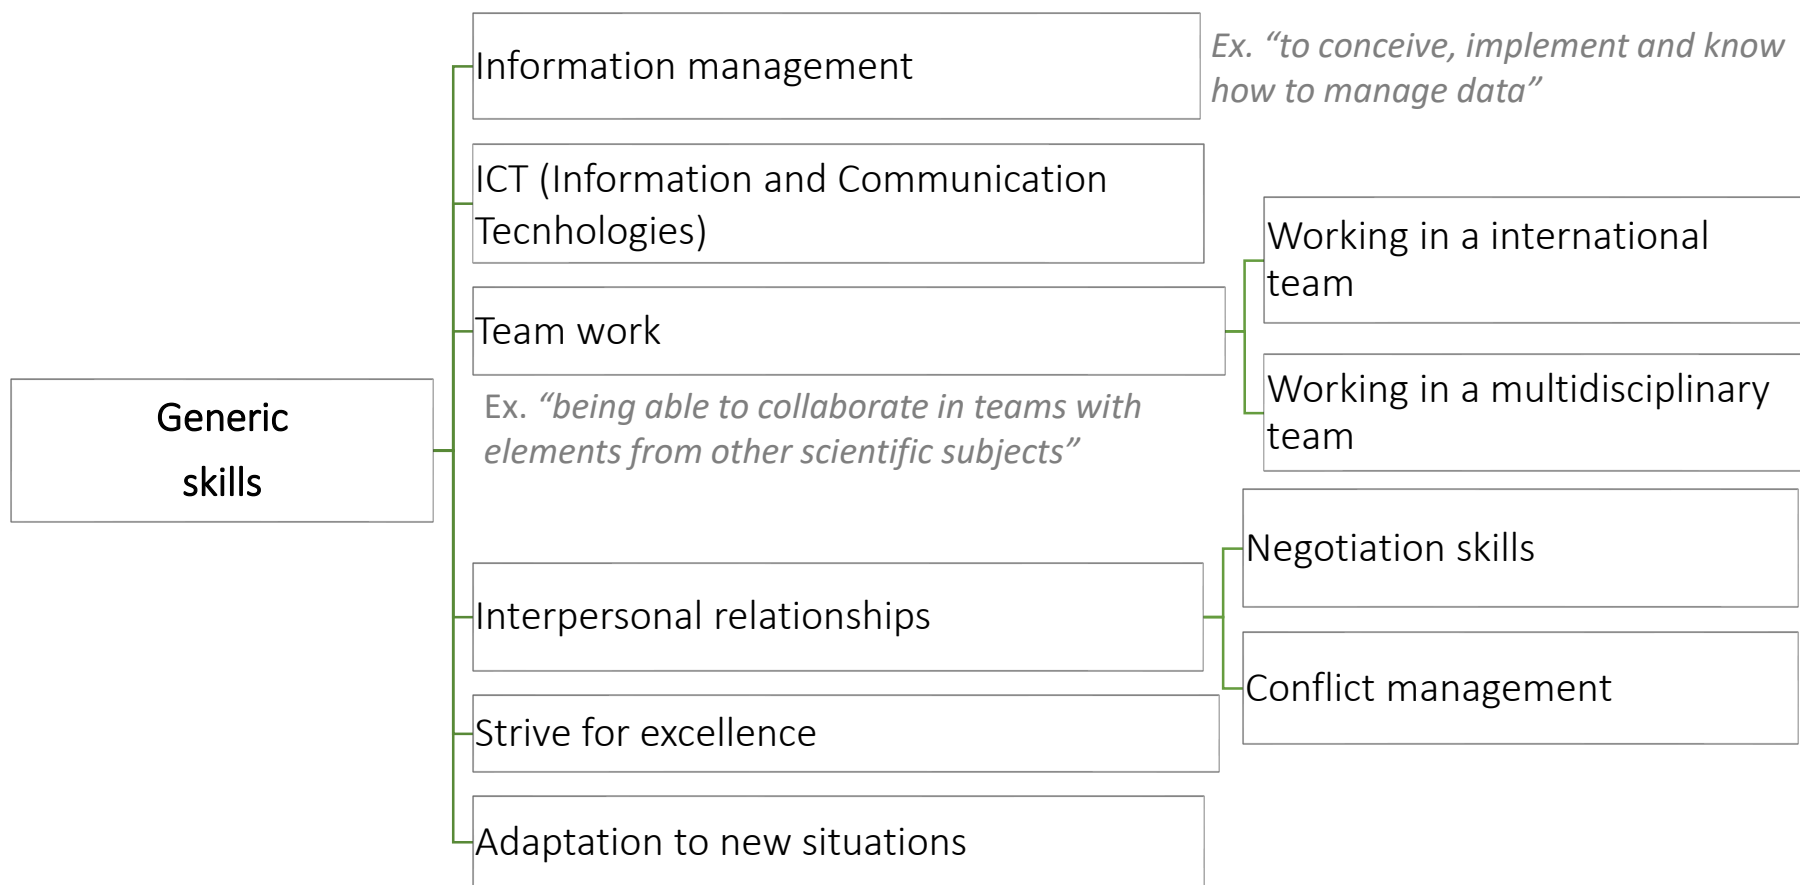 Information management
Ex. “to conceive, implement and know
how to manage data”
ICT (Information and Communication
Tecnhologies)
Working in a international
team
Team work
Working in a multidisciplinary
team
Ex. “being able to collaborate in teams with
elements from other scientific subjects”
Generic
skills
Negotiation skills
Interpersonal relationships
Conflict management
Strive for excellence
Adaptation to new situations